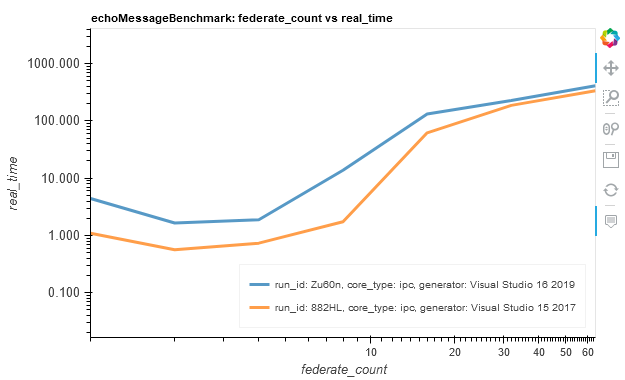 echoMessageBenchmark: federate_count vs real_time
1000.000
100.000
10.000
1.000
0.100
real_time
run_id: Zu60n, core_type: ipc, generator: Visual Studio 16 2019
run_id: 882HL, core_type: ipc, generator: Visual Studio 15 2017
10 20 30 40 50 60
federate_count